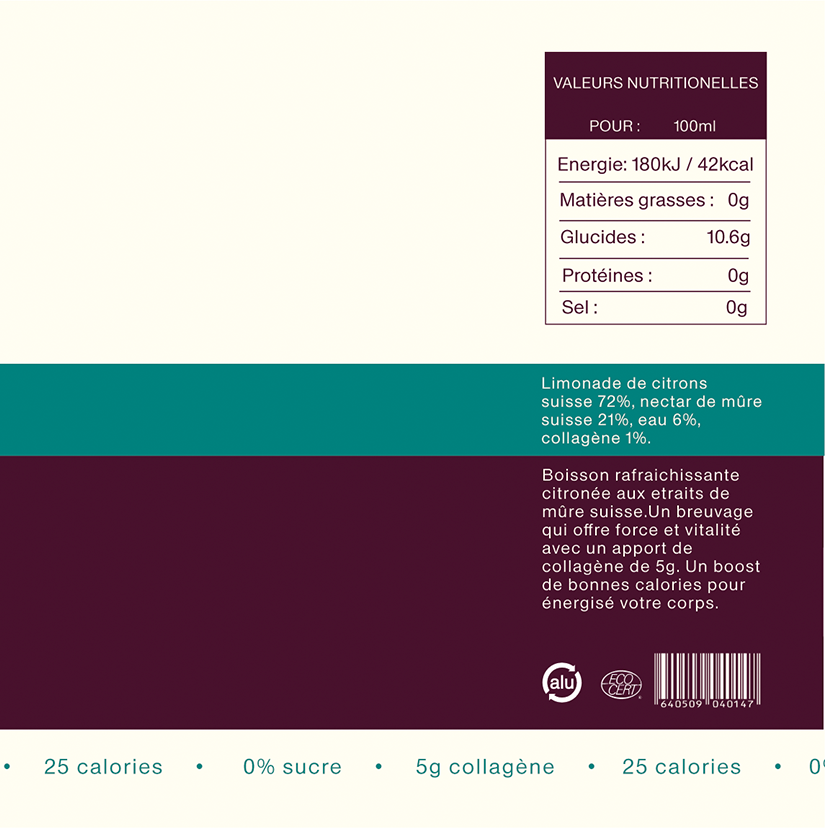 VALEURS NUTRITIONELLES
POUR : 100ml
Energie: 180kJ / 42kcal
Matières grasses : 0g
Glucides : 10.6g
Protéines : 0g
Sel : 0g
Limonade de citrons
suisse 72%, nectar de mûre
suisse 21%, eau 6%,
collagène 1%.
Boisson rafraichissante
citronée aux etraits de
mûre suisse.Un breuvage
qui offre force et vitalité
avec un apport de
collagène de 5g. Un boost
de bonnes calories pour
énergisé votre corps.
alu
ECO
CERT
640509 040147
• 25 calories • 0% sucre • 5g collagène • 25 calories • 0%